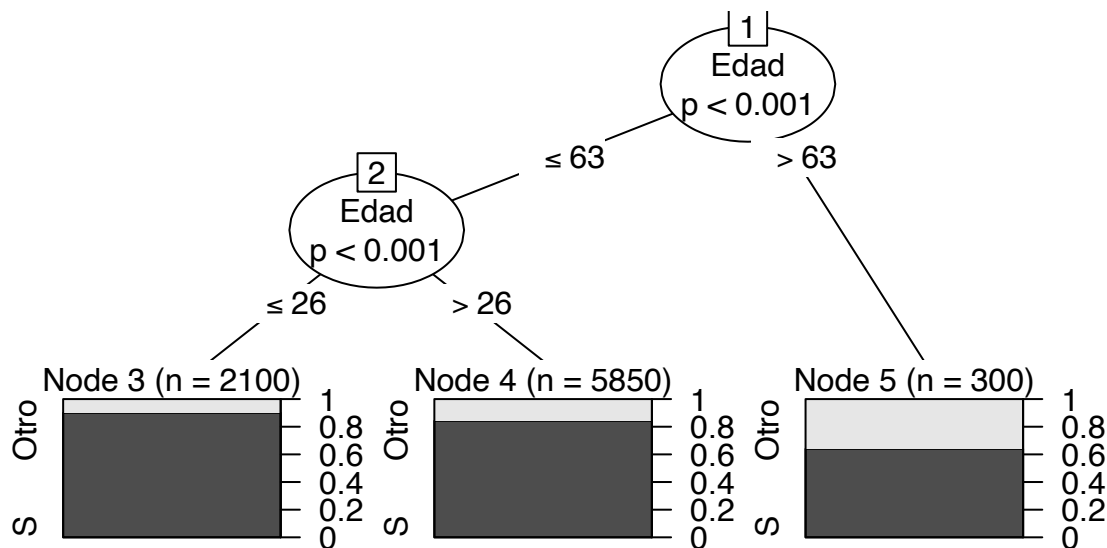 1
Edad
p < 0.001
≤ 63
> 63
2
Edad
p < 0.001
≤ 26
> 26
Node 3 (n = 2100)
S
Otro
1
0.8
0.6
0.4
0.2
0
Node 4 (n = 5850)
S
Otro
1
0.8
0.6
0.4
0.2
0
Node 5 (n = 300)
S
Otro
1
0.8
0.6
0.4
0.2
0